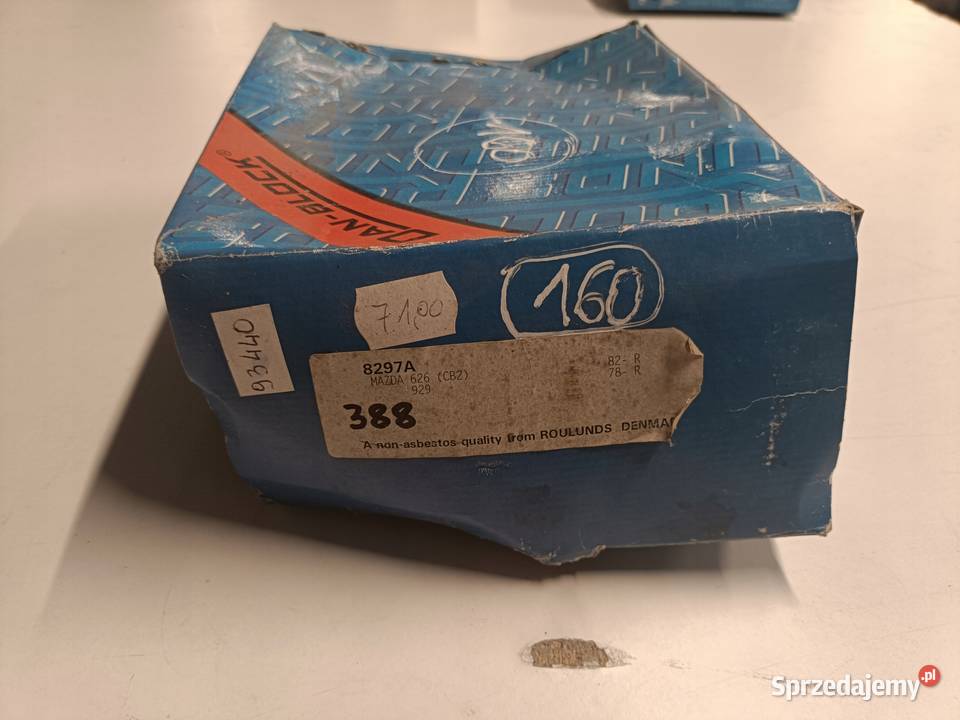 160
DAN-BLOCK®
160
71,00
93440
8297A
MAZDA 626 (CB2) 82- R
929 78- R
388
A non-asbestos quality from ROULUNDS DENMA
Sprzedajemy.pl